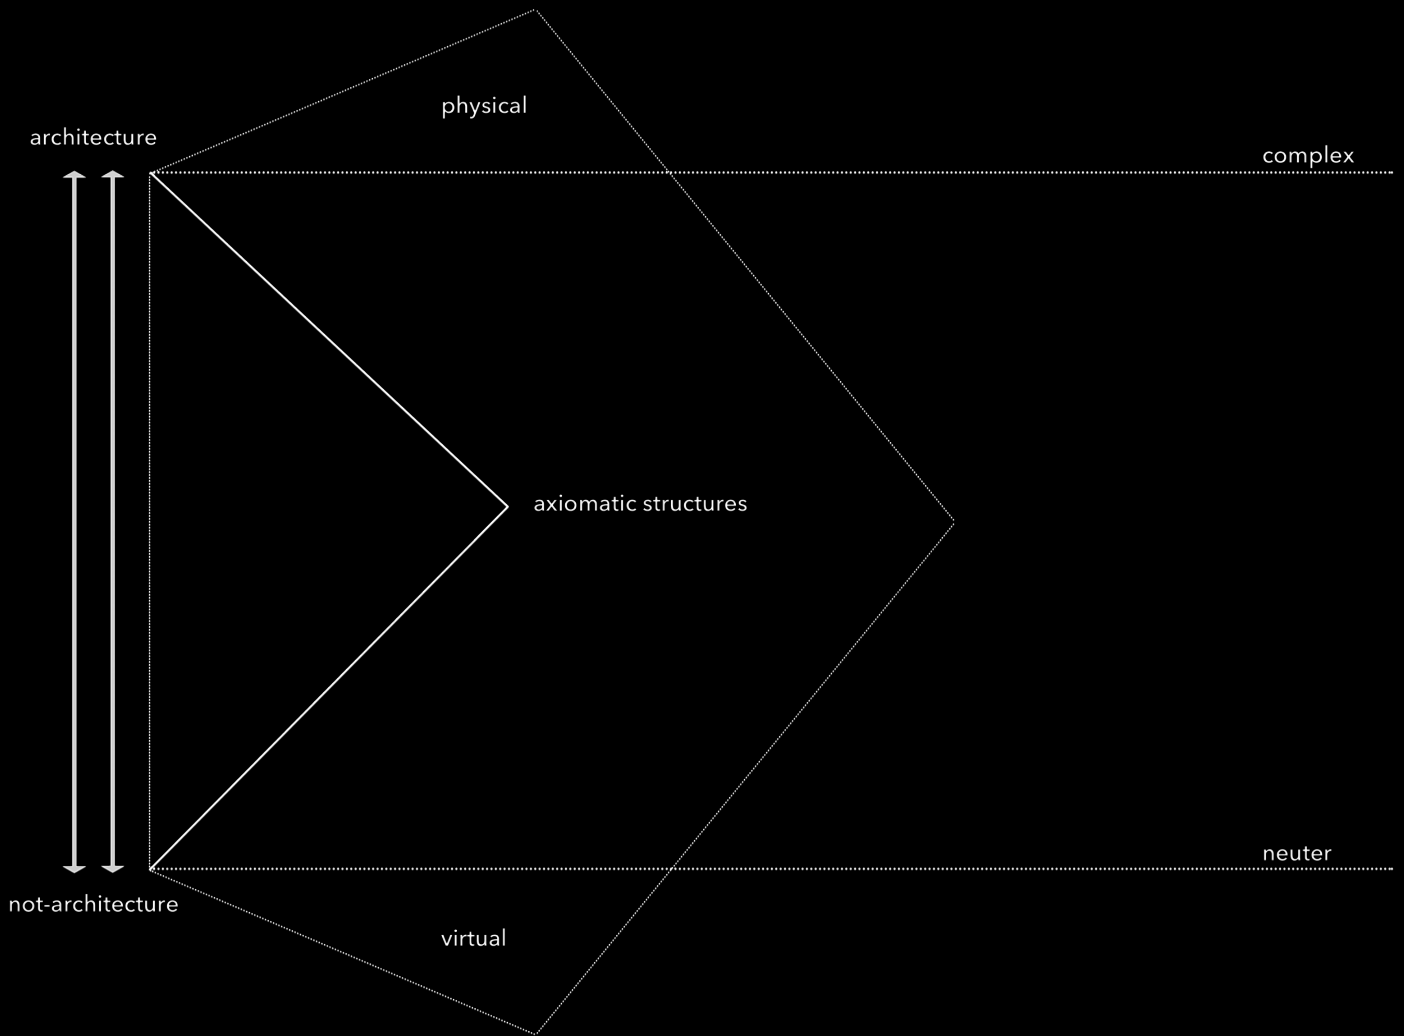 physical
architecture
complex
axiomatic structures
neuter
not-architecture
virtual